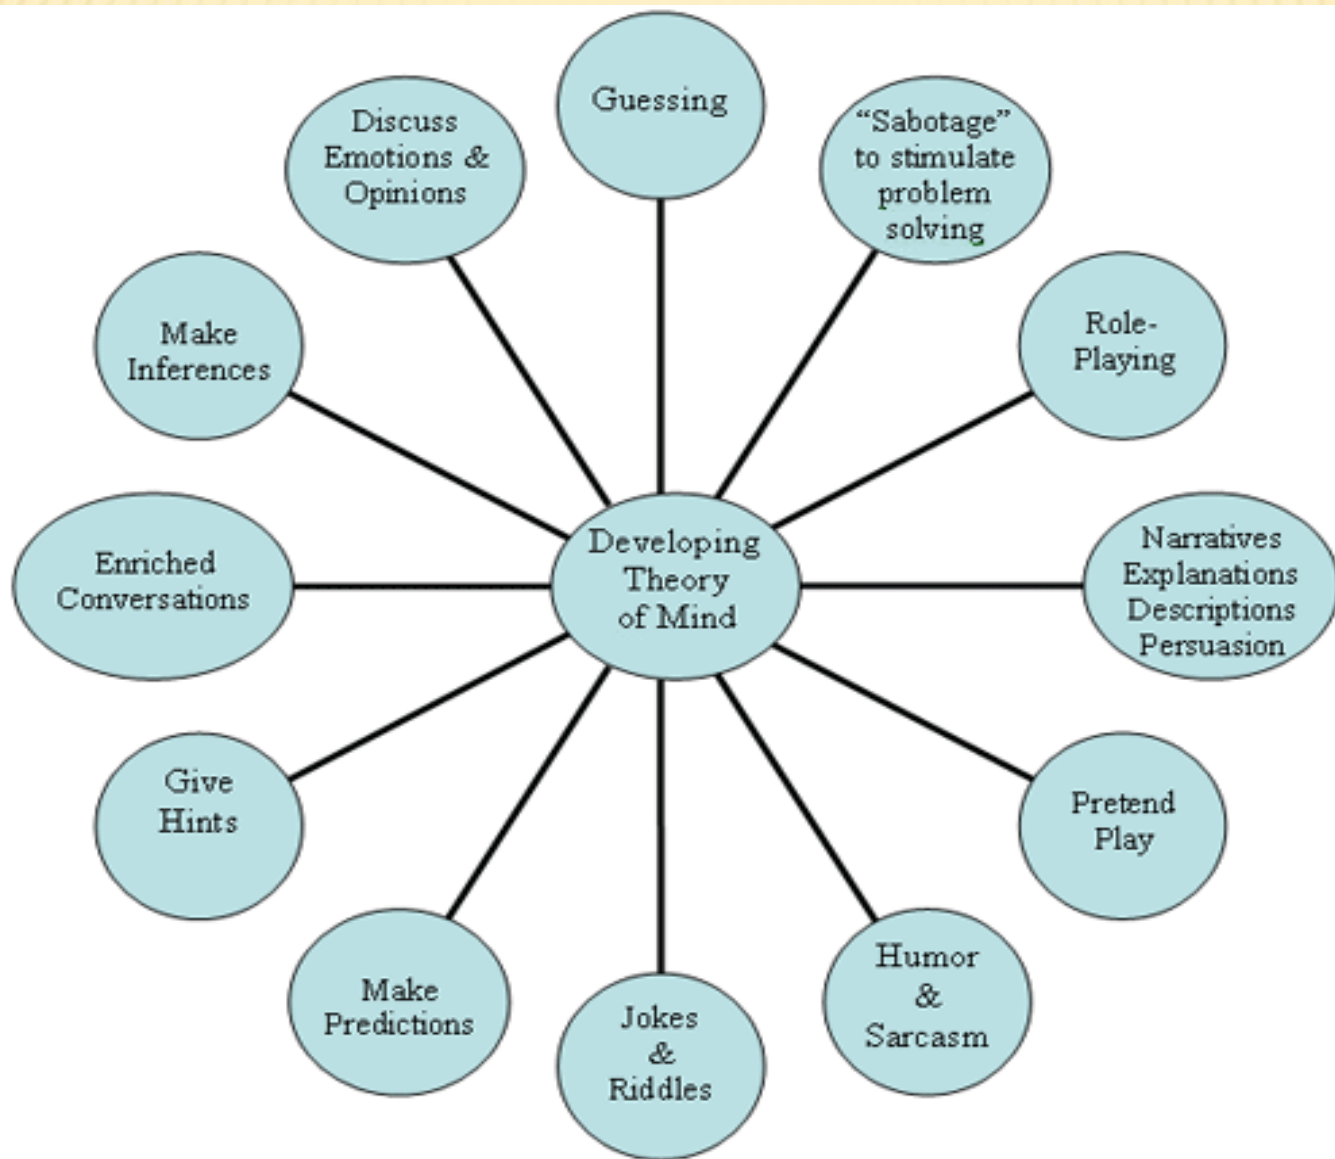 Guessing
“Sabotage”
to stimulate
problem
solving
Role-
Playing
Narratives
Explanations
Descriptions
Persuasion
Pretend
Play
Humor
&
Sarcasm
Jokes
&
Riddles
Make
Predictions
Give
Hints
Enriched
Conversations
Make
Inferences
Discuss
Emotions &
Opinions
Developing
Theory
of Mind